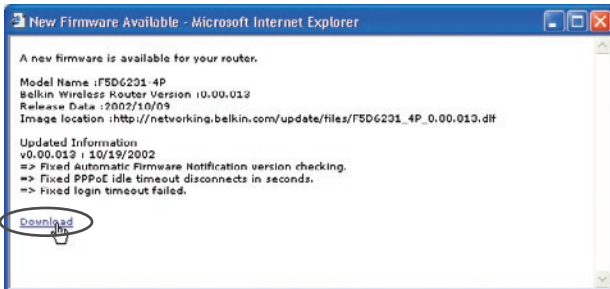 New Firmware Available - Microsoft Internet Explorer
A new firmware is available for your router.
Model Name :F5D6231-4P
Belkin Wireless Router Version :0.00.013
Release Data :2002/10/09
Image location :http://networking.belkin.com/update/files/F5D6231_4P_0.00.013.dlf
Updated Information
v0.00.013 : 10/19/2002
=> Fixed Automatic Firmware Notification version checking.
=> Fixed PPPoE idle timeout disconnects in seconds.
=> Fixed login timeout failed.
Download